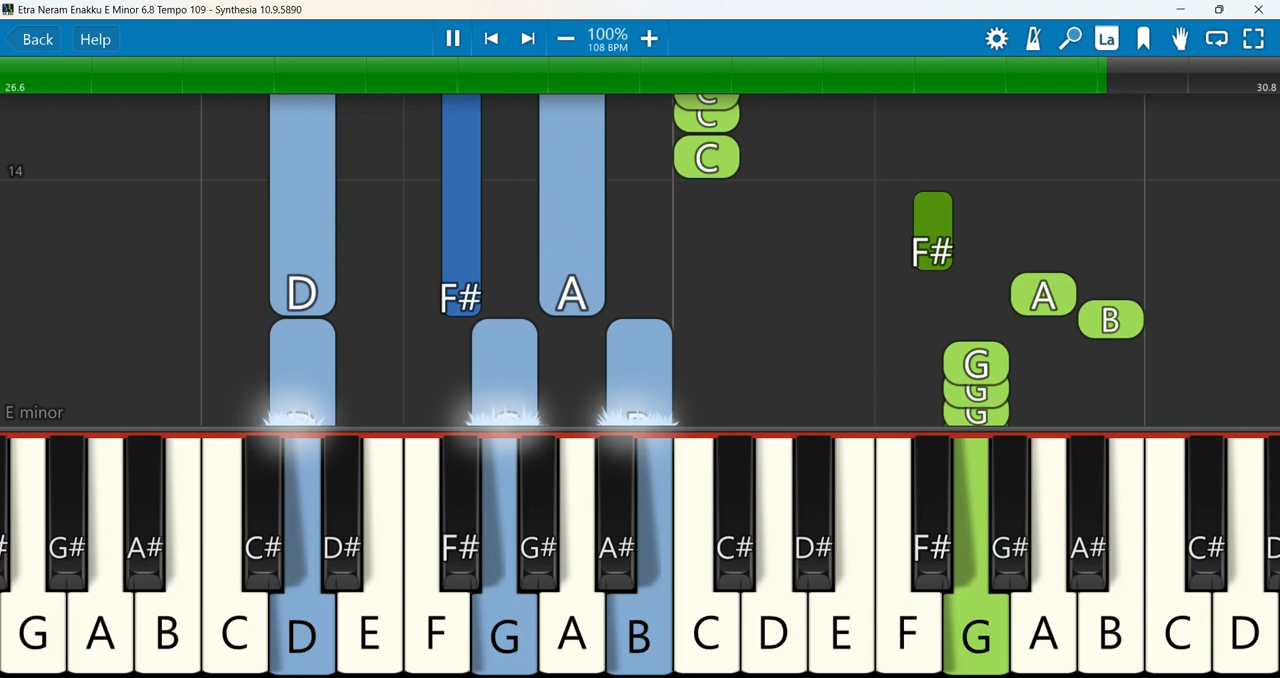 Etra Neram Enakku E Minor 6.8 Tempo 109 - Synthesia 10.9.5890
Back Help 100% La
108 BPM
26.6 30.8
C
C
C
14
F#
D F# A A
B
G
G
G
E minor
G# A# C# D# F# G# A# C# D# F# G# A# C#
G A B C D E F G A B C D E F G A B C D